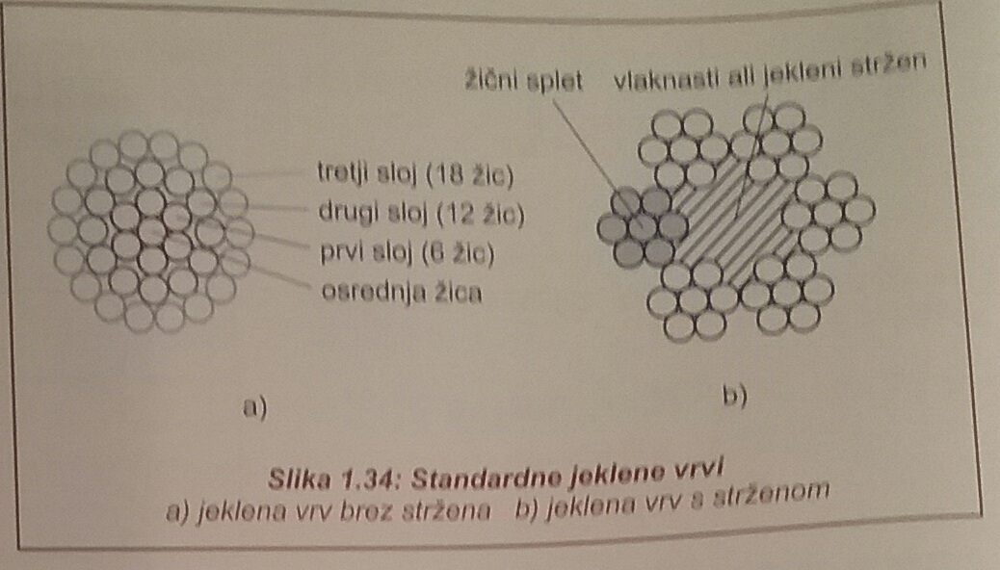 žični splet vlaknasti ali jekleni stržen
tretji sloj (18 žic)
drugi sloj (12 žic)
prvi sloj (6 žic)
osrednja žica
a)
b)
Slika 1.34: Standardne jeklene vrvi
a) jeklena vrv brez stržena b) jeklena vrv s strženom